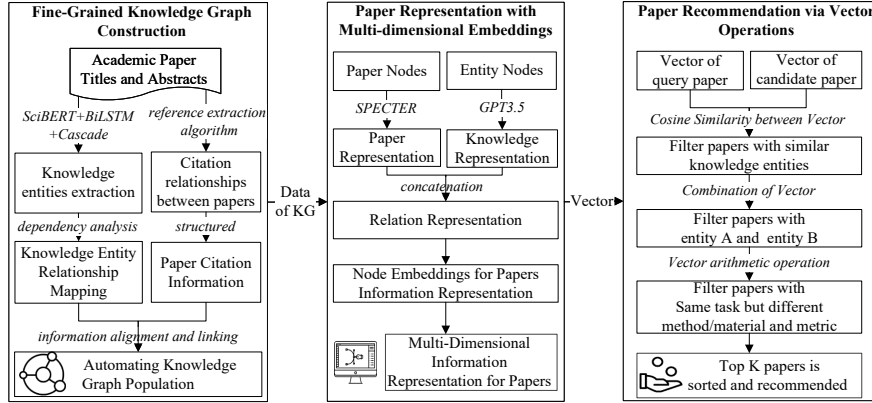 Fine-Grained Knowledge Graph
Construction
Academic Paper
Titles and Abstracts
SciBERT+BiLSTM
+Cascade
reference extraction
algorithm
Knowledge
entities extraction
Citation
relationships
between papers
dependency analysis
structured
Knowledge Entity
Relationship
Mapping
Paper Citation
Information
information alignment and linking
Automating Knowledge
Graph Population
Data
of KG
Paper Representation with
Multi-dimensional Embeddings
Paper Nodes
Entity Nodes
SPECTER
GPT3.5
Paper
Representation
Knowledge
Representation
concatenation
Relation Representation
Node Embeddings for Papers
Information Representation
Multi-Dimensional
Information
Representation for Papers
Vector
Paper Recommendation via Vector
Operations
Vector of
query paper
Vector of
candidate paper
Cosine Similarity between Vector
Filter papers with similar
knowledge entities
Combination of Vector
Filter papers with
entity A and entity B
Vector arithmetic operation
Filter papers with
Same task but different
method/material and metric
Top K papers is
sorted and recommended